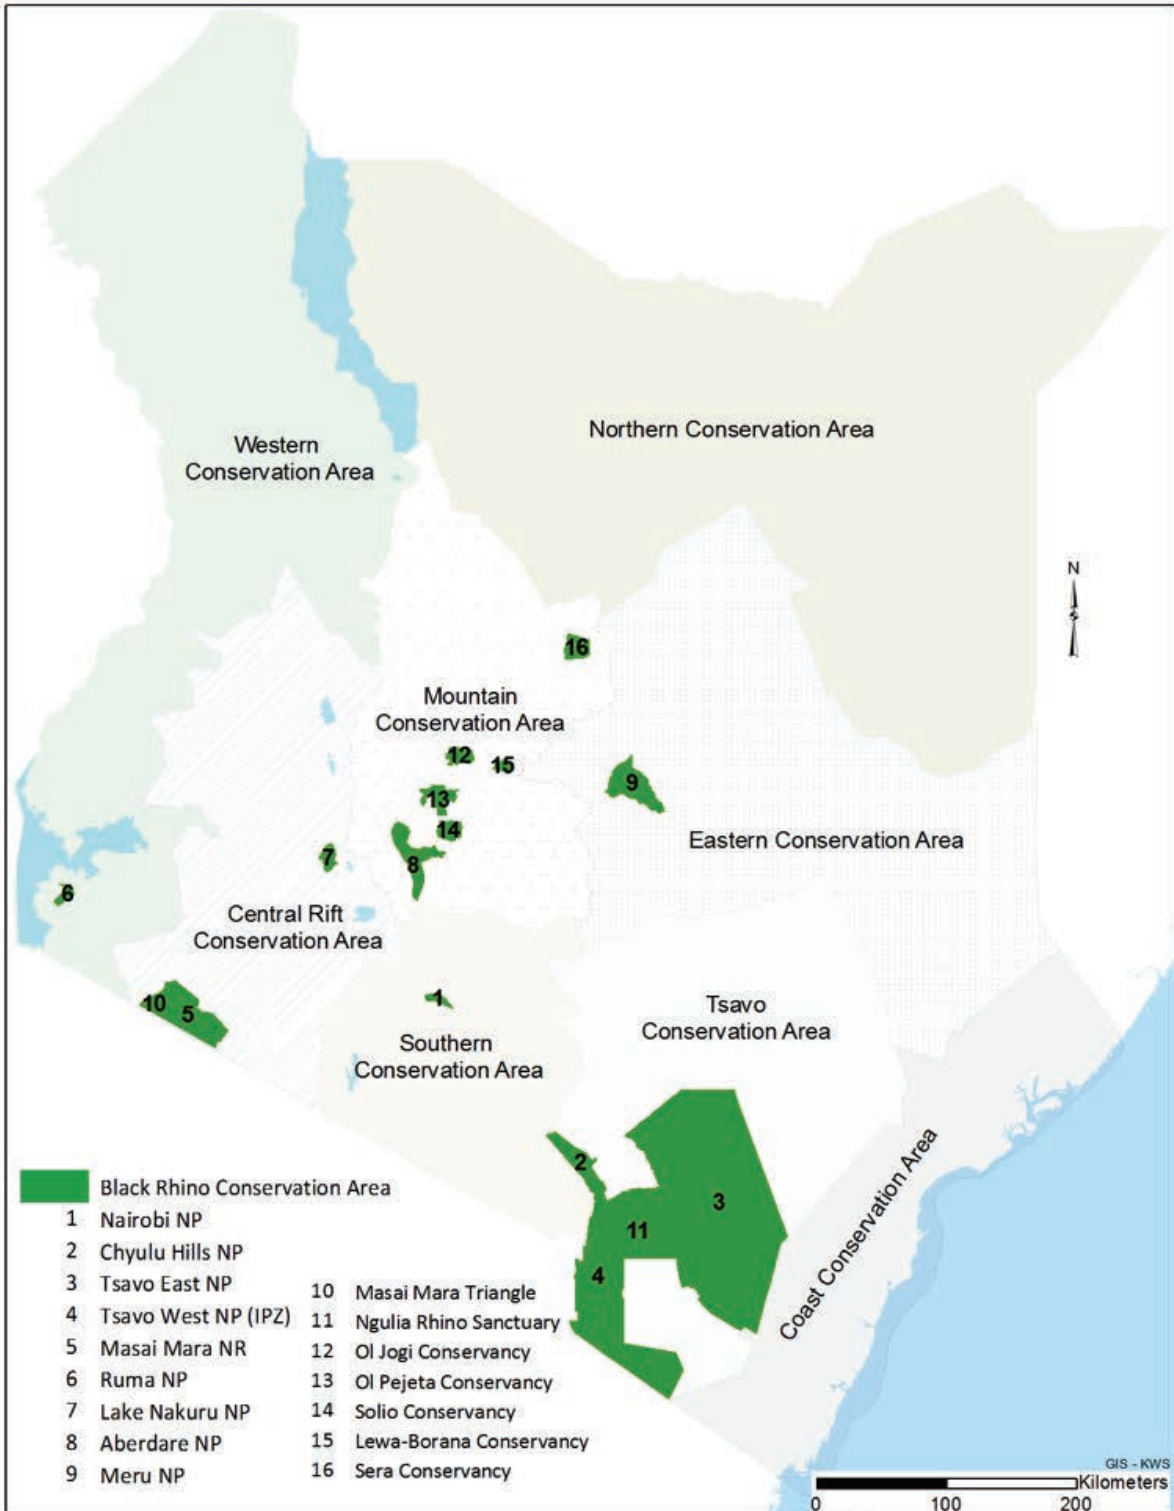 Northern Conservation Area
Western
Conservation Area
N
S
16
Mountain
Conservation Area
12
15
9
13
14
Eastern Conservation Area
7
8
6
Central Rift
Conservation Area
10
5
1
Tsavo
Conservation Area
Southern
Conservation Area
2
3
11
4
Coast Conservation Area
Black Rhino Conservation Area
1 Nairobi NP
2 Chyulu Hills NP
3 Tsavo East NP
4 Tsavo West NP (IPZ)
5 Masai Mara NR
6 Ruma NP
7 Lake Nakuru NP
8 Aberdare NP
9 Meru NP
10 Masai Mara Triangle
11 Ngulia Rhino Sanctuary
12 Ol Jogi Conservancy
13 Ol Pejeta Conservancy
14 Solio Conservancy
15 Lewa-Borana Conservancy
16 Sera Conservancy
GIS - KWS
Kilometers
0 100 200